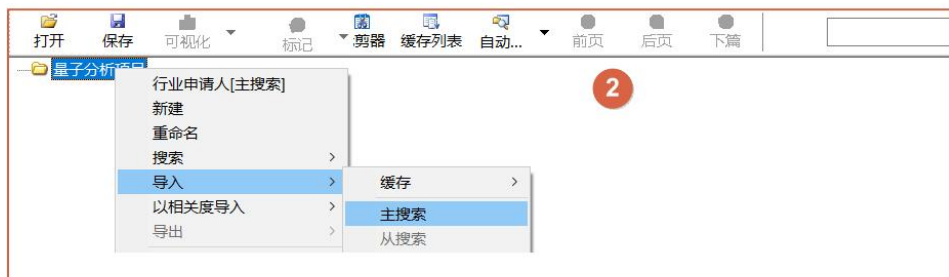 打开 保存 可视化 标记 剪器 缓存列表 自动... 前页 后页 下篇
量子分析项目
2
行业申请人[主搜索]
新建
重命名
搜索
导入 缓存
以相关度导入 主搜索
导出 从搜索